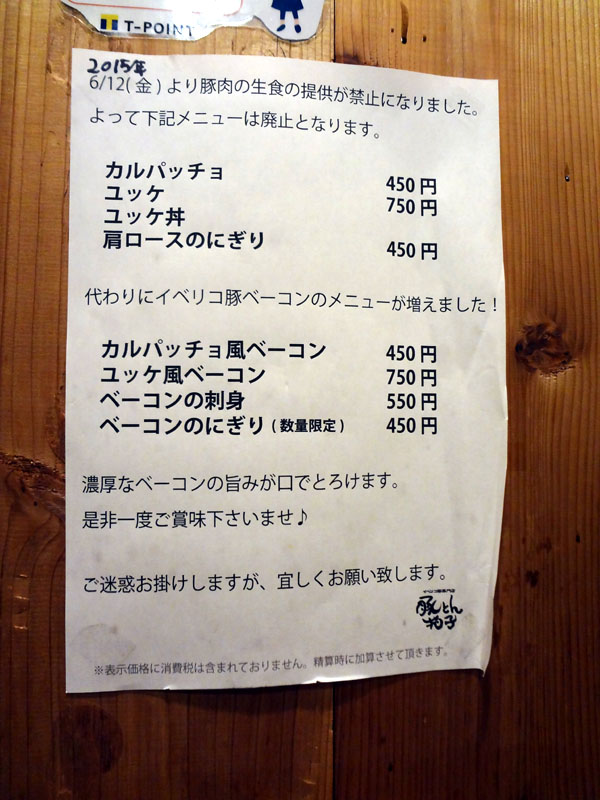 T-POINT
2015年
6/12(金)より豚肉の生食の提供が禁止になりました。
よって下記メニューは廃止となります。
カルパッチョ 450円
ユッケ 750円
ユッケ丼
肩ロースのにぎり 450円
代わりにイベリコ豚ベーコンのメニューが増えました！
カルパッチョ風ベーコン 450円
ユッケ風ベーコン 750円
ベーコンの刺身 550円
ベーコンのにぎり(数量限定) 450円
濃厚なベーコンの旨みが口でとろけます。
是非一度ご賞味下さいませ♪
ご迷惑お掛けしますが、宜しくお願い致します。
豚とん
拍子
※表示価格に消費税は含まれておりません。精算時に加算させて頂きます。